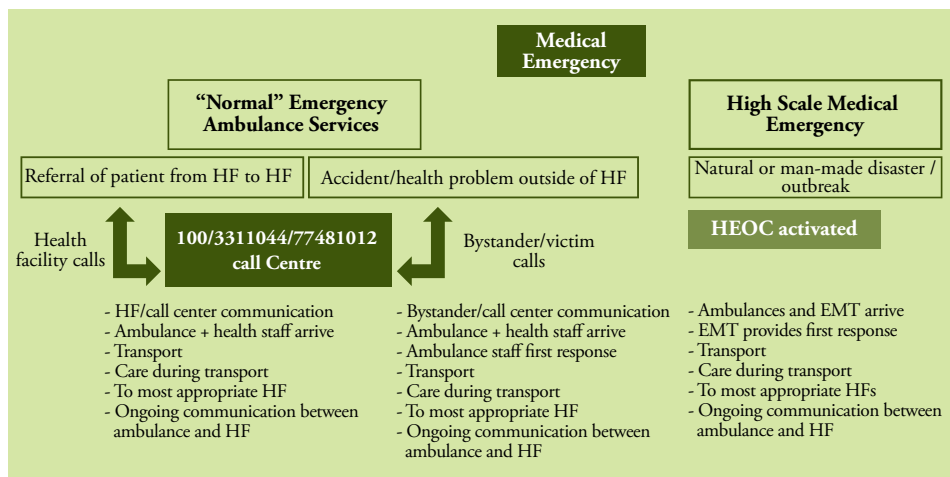 Medical
Emergency
“Normal” Emergency
Ambulance Services
High Scale Medical
Emergency
Referral of patient from HF to HF
Accident/health problem outside of HF
Natural or man-made disaster /
outbreak
Health
facility calls
100/3311044/77481012
call Centre
Bystander/victim
calls
HEOC activated
- HF/call center communication
- Ambulance + health staff arrive
- Transport
- Care during transport
- To most appropriate HF
- Ongoing communication between
ambulance and HF
- Bystander/call center communication
- Ambulance + health staff arrive
- Ambulance staff first response
- Transport
- Care during transport
- To most appropriate HF
- Ongoing communication between
ambulance and HF
- Ambulances and EMT arrive
- EMT provides first response
- Transport
- Care during transport
- To most appropriate HFs
- Ongoing communication between
ambulance and HF